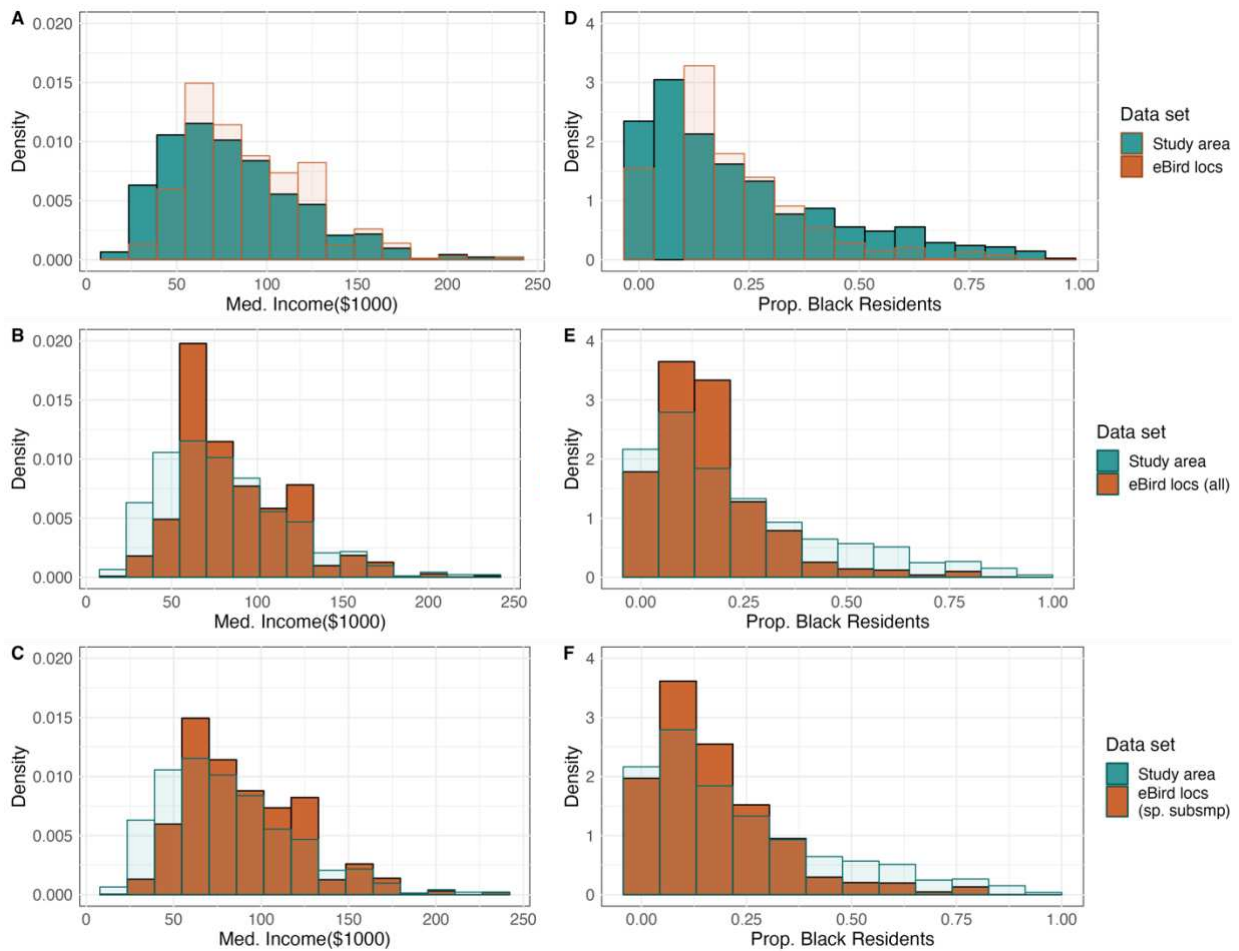 A
0.020
0.015
0.010
0.005
0.000
Density
0
50
100
150
200
250
Med. Income($1000)
D
4
3
2
1
0
Density
0.00
0.25
0.50
0.75
1.00
Prop. Black Residents
Data set
Study area
eBird locs
B
0.020
0.015
0.010
0.005
0.000
Density
0
50
100
150
200
250
Med. Income($1000)
E
4
3
2
1
0
Density
0.00
0.25
0.50
0.75
1.00
Prop. Black Residents
Data set
Study area
eBird locs (all)
C
0.020
0.015
0.010
0.005
0.000
Density
0
50
100
150
200
250
Med. Income($1000)
F
4
3
2
1
0
Density
0.00
0.25
0.50
0.75
1.00
Prop. Black Residents
Data set
Study area
eBird locs
(sp. subsmp)